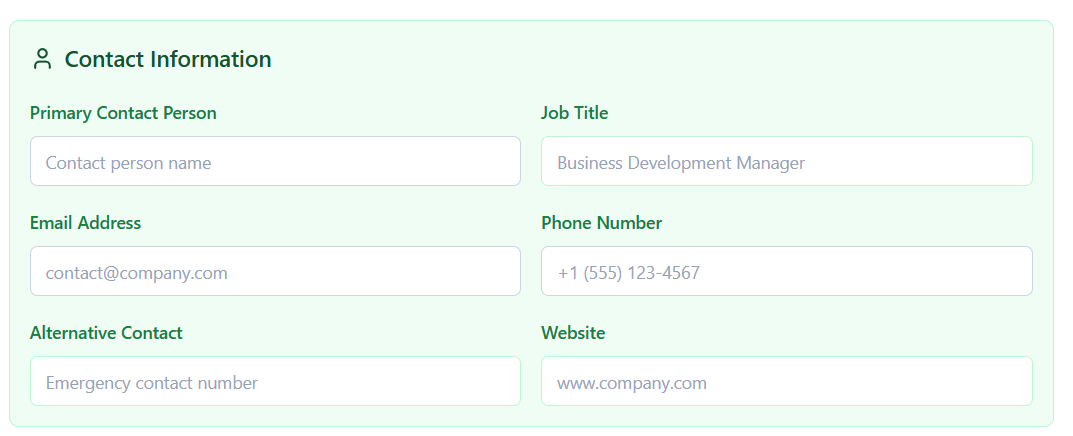 Contact Information
Primary Contact Person
Job Title
Contact person name
Business Development Manager
Email Address
Phone Number
contact@company.com
+1 (555) 123-4567
Alternative Contact
Website
Emergency contact number
www.company.com